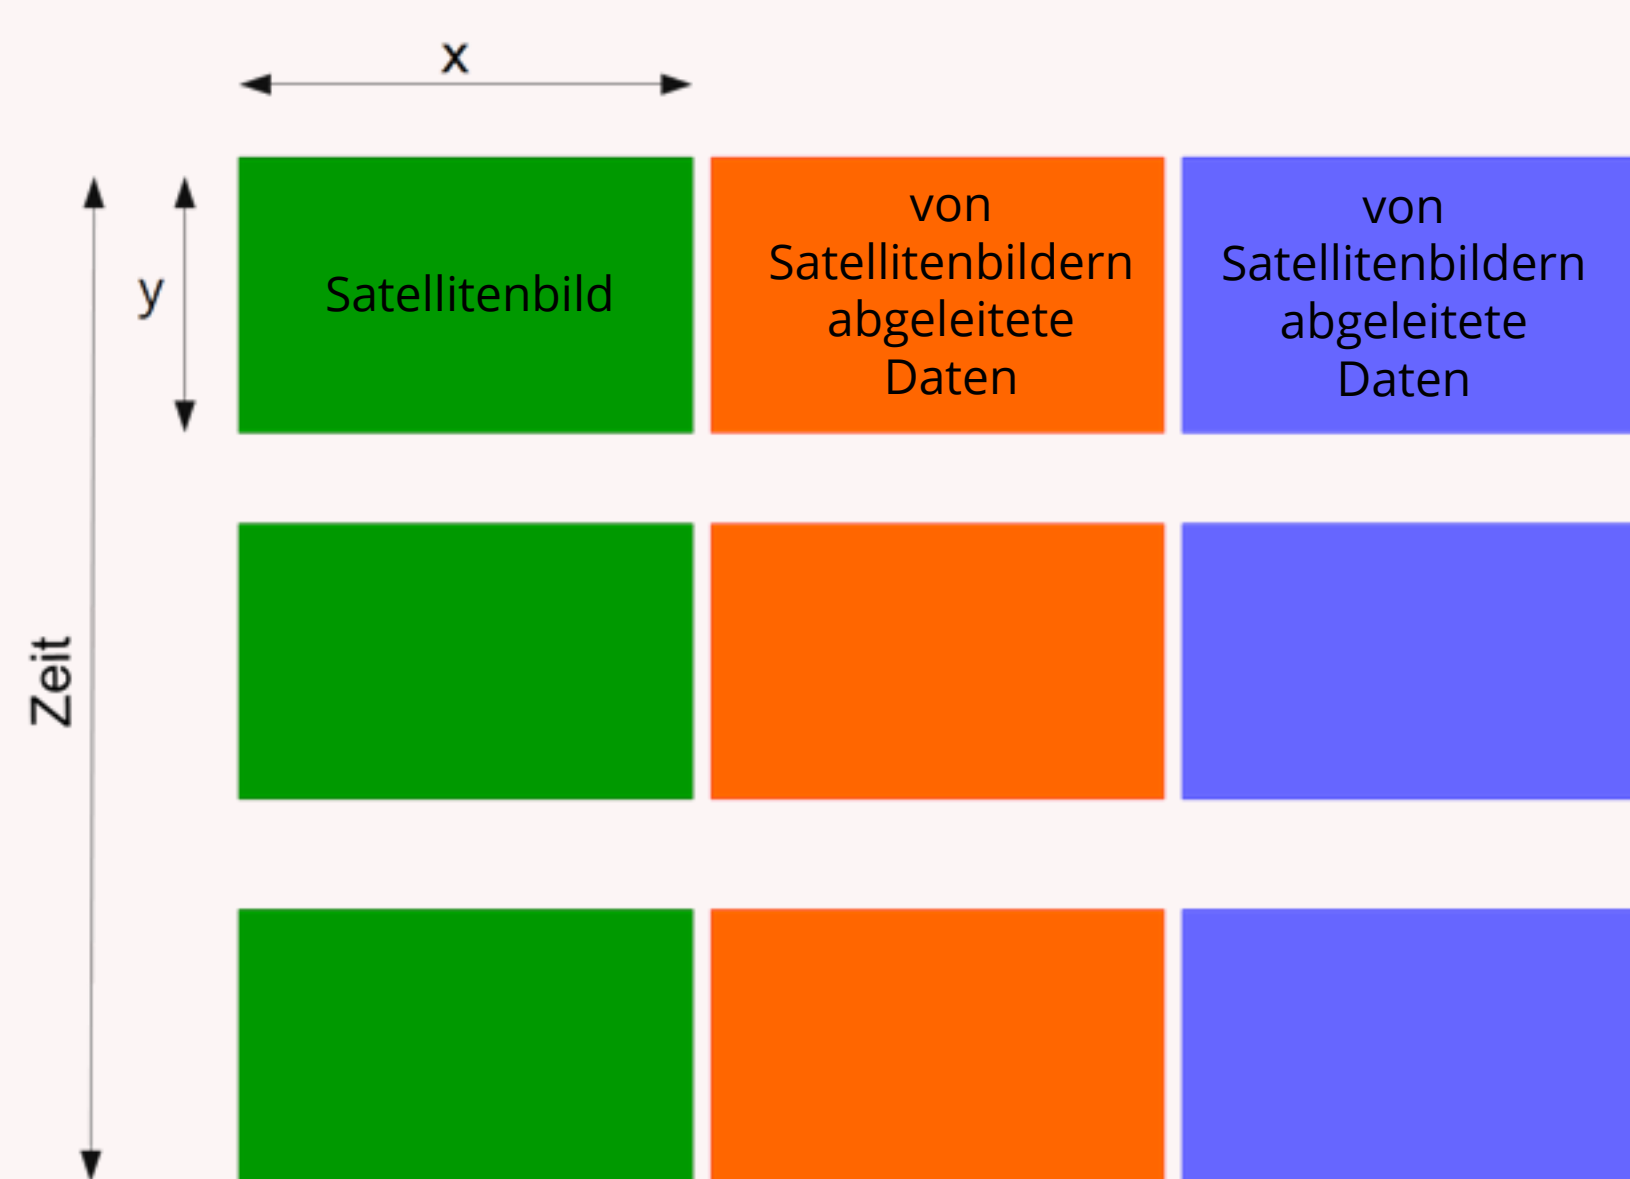 x
y
Zeit
Satellitenbild
von
Satellitenbildern
abgeleitete
Daten
von
Satellitenbildern
abgeleitete
Daten